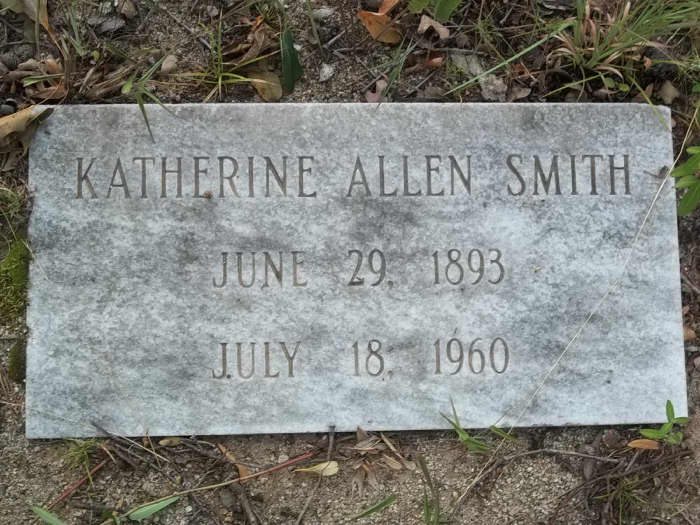 KATHERINE ALLEN SMITH
JUNE 29, 1893
JULY 18, 1960